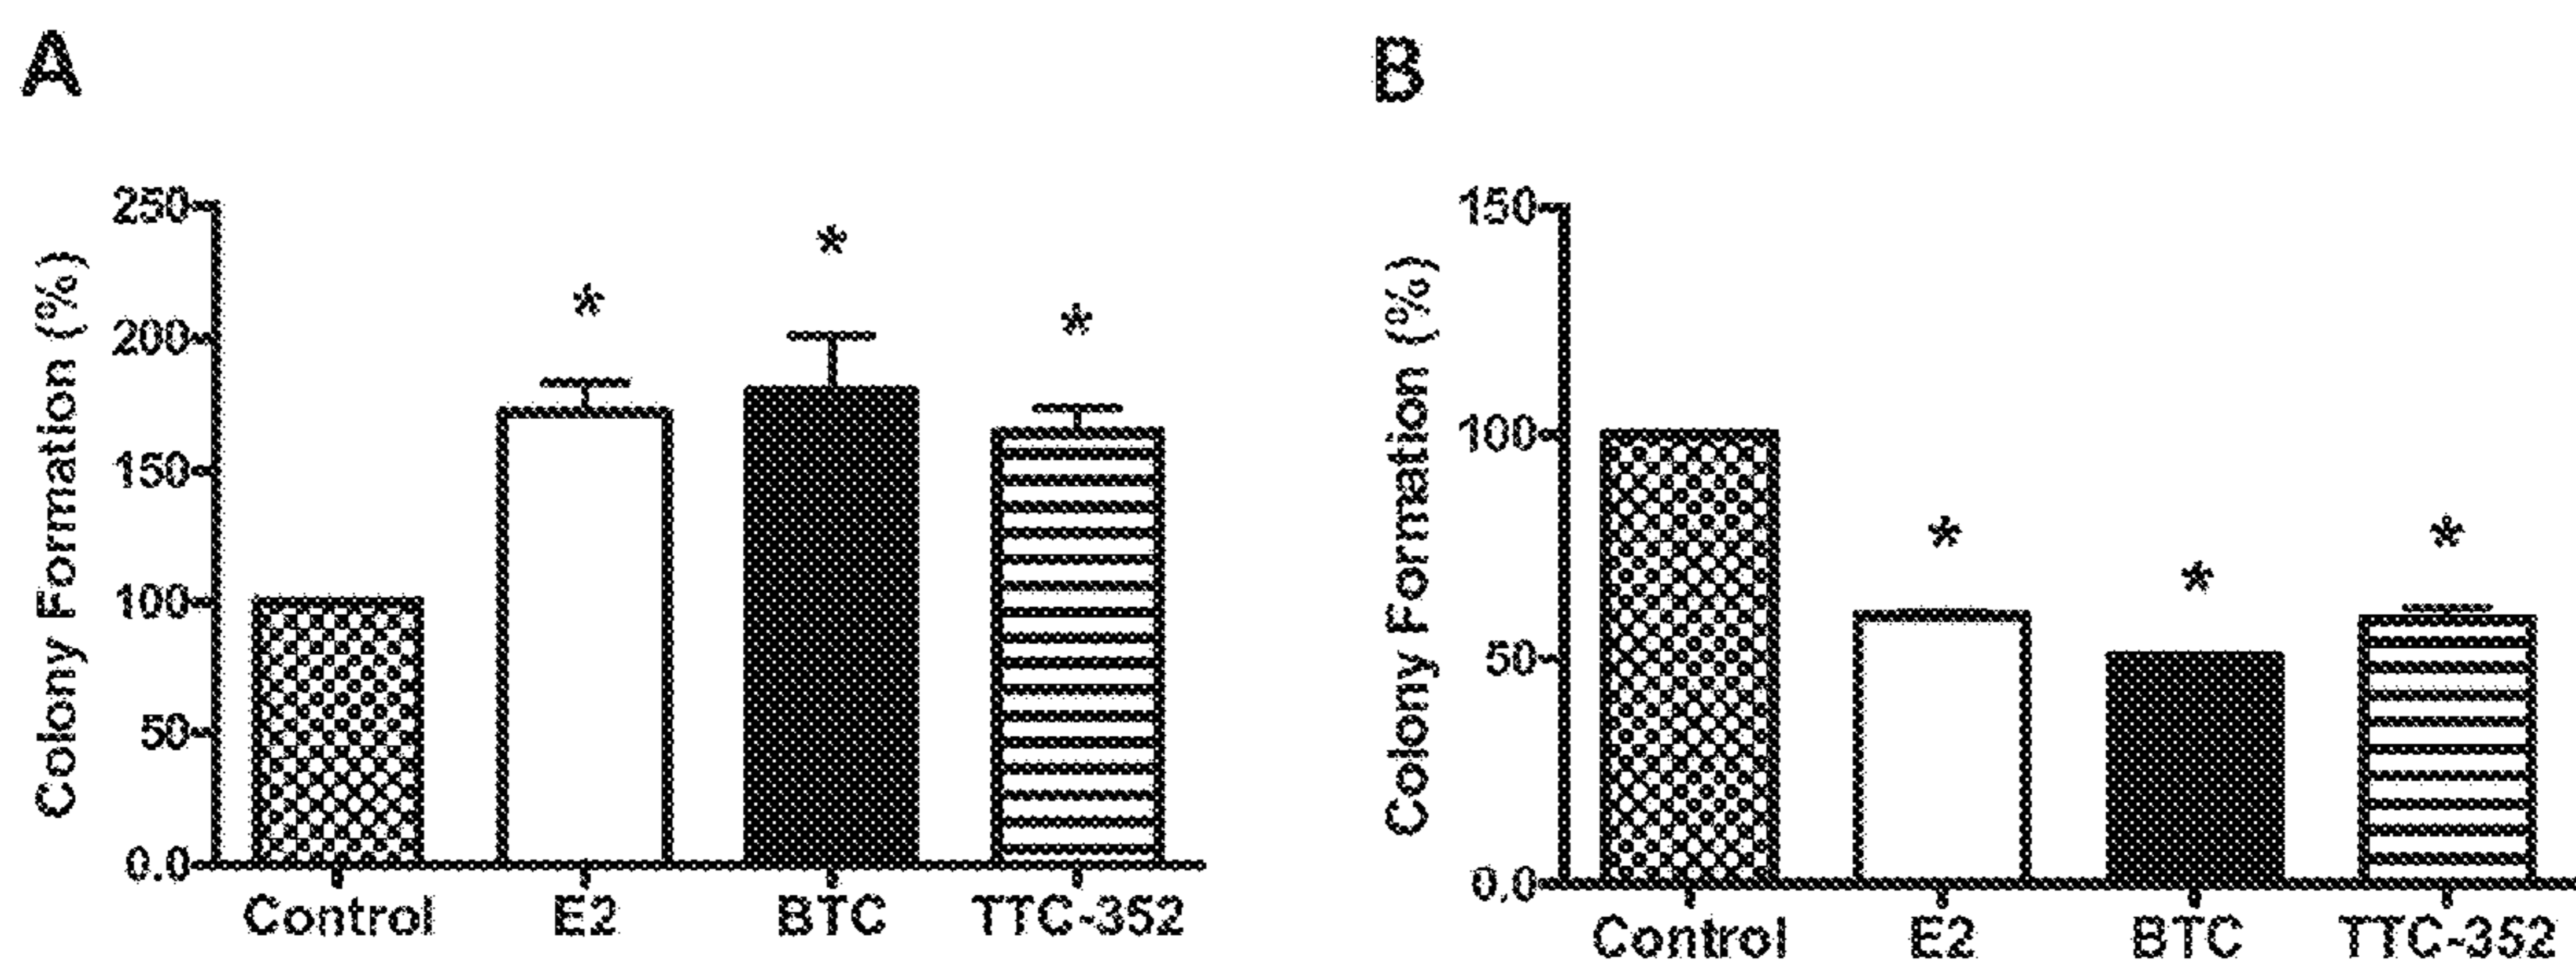 A
Colony Formation (%)
250
200
150
100
50
0.0
*
*
*
Control E2 BTC TTC-352
B
Colony Formation (%)
150
100
50
0.0
*
*
*
Control E2 BTC TTC-352